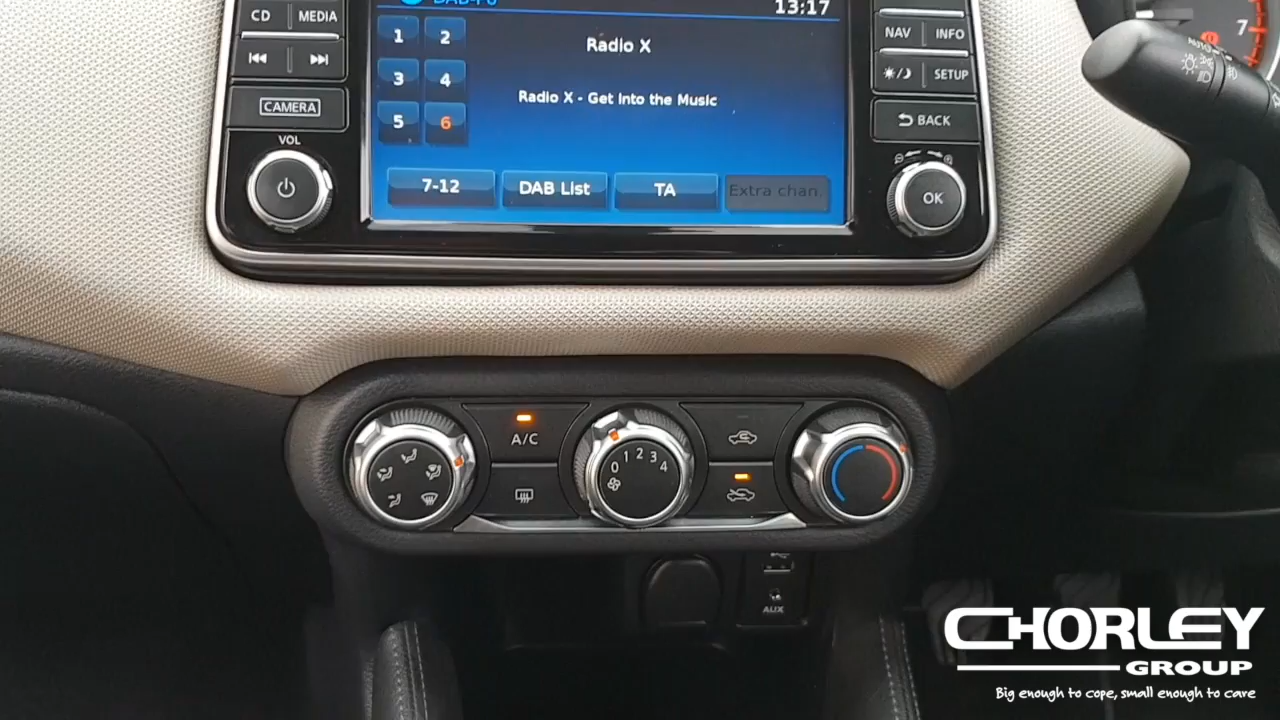 CD MEDIA
CAMERA
VOL
13:17
1 2
3 4
5 6
Radio X
Radio X - Get Into the Music
7-12 DAB List TA Extra chan.
NAV INFO
SETUP
BACK
OK
7
AUTO
A/C
0 1 2 3 4
AUX
CHORLEY
GROUP
Big enough to cope, small enough to care